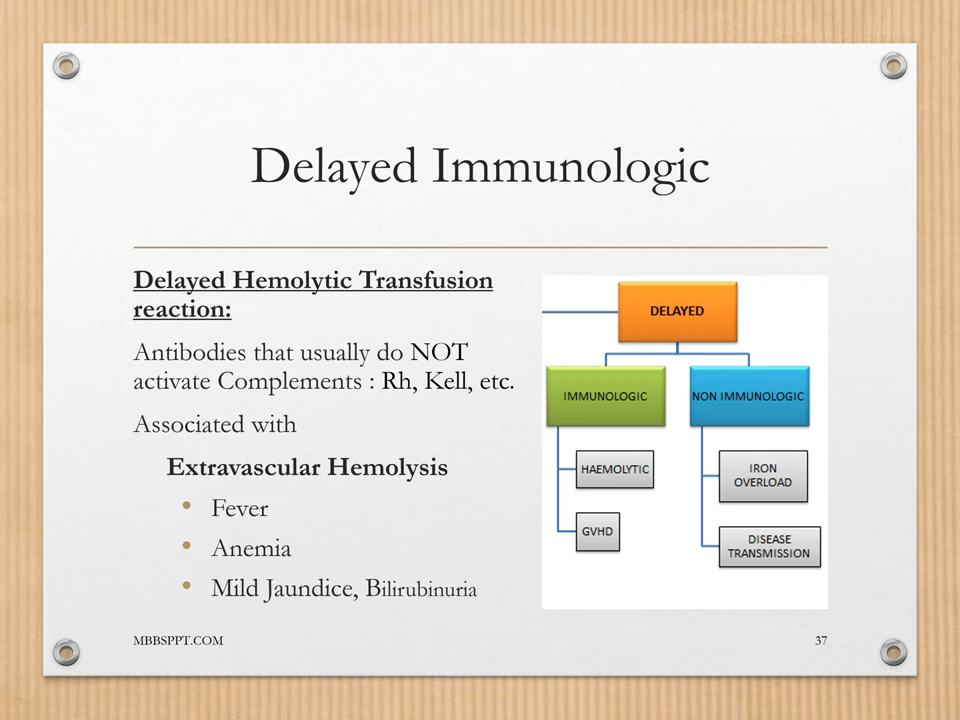 Delayed Immunologic
Delayed Hemolytic Transfusion
reaction:
Antibodies that usually do NOT
activate Complements : Rh, Kell, etc.
Associated with
Extravascular Hemolysis
• Fever
• Anemia
• Mild Jaundice, Bilirubinuria
DELAYED
IMMUNOLOGIC
NON IMMUNOLOGIC
HAEMOLYTIC
GVHD
IRON
OVERLOAD
DISEASE
TRANSMISSION
MBBSPPT.COM
37